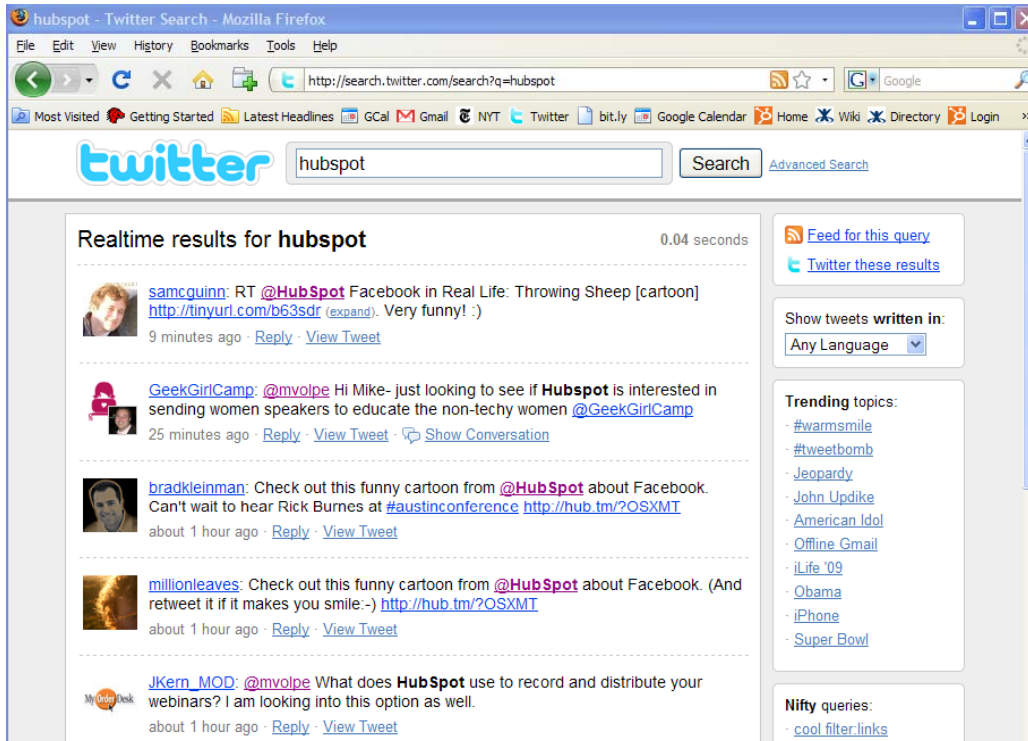 hubspot - Twitter Search - Mozilla Firefox
File Edit View History Bookmarks Tools Help
http://search.twitter.com/search?q=hubspot
G Google
Most Visited Getting Started Latest Headlines GCal Gmail NYT Twitter bit.ly Google Calendar Home Wiki Directory Login »
twitter
hubspot
Search
Advanced Search
Realtime results for hubspot
0.04 seconds
samcguinn: RT @HubSpot Facebook in Real Life: Throwing Sheep [cartoon]
http://tinyurl.com/b63sdr (expand). Very funny! :)
9 minutes ago · Reply · View Tweet
GeekGirlCamp: @mvolpe Hi Mike- just looking to see if Hubspot is interested in
sending women speakers to educate the non-techy women @GeekGirlCamp
25 minutes ago · Reply · View Tweet · Show Conversation
bradkleinman: Check out this funny cartoon from @HubSpot about Facebook.
Can't wait to hear Rick Burnes at #austinconference http://hub.tm/?OSXMT
about 1 hour ago · Reply · View Tweet
millionleaves: Check out this funny cartoon from @HubSpot about Facebook. (And
retweet it if it makes you smile:-) http://hub.tm/?OSXMT
about 1 hour ago · Reply · View Tweet
My Order Desk
JKern_MOD: @mvolpe What does HubSpot use to record and distribute your
webinars? I am looking into this option as well.
about 1 hour ago · Reply · View Tweet
Feed for this query
Twitter these results
Show tweets written in:
Any Language
Trending topics:
· #warmsmile
· #tweetbomb
· Jeopardy
· John Updike
· American Idol
· Offline Gmail
· iLife '09
· Obama
· iPhone
· Super Bowl
Nifty queries:
· cool filter:links